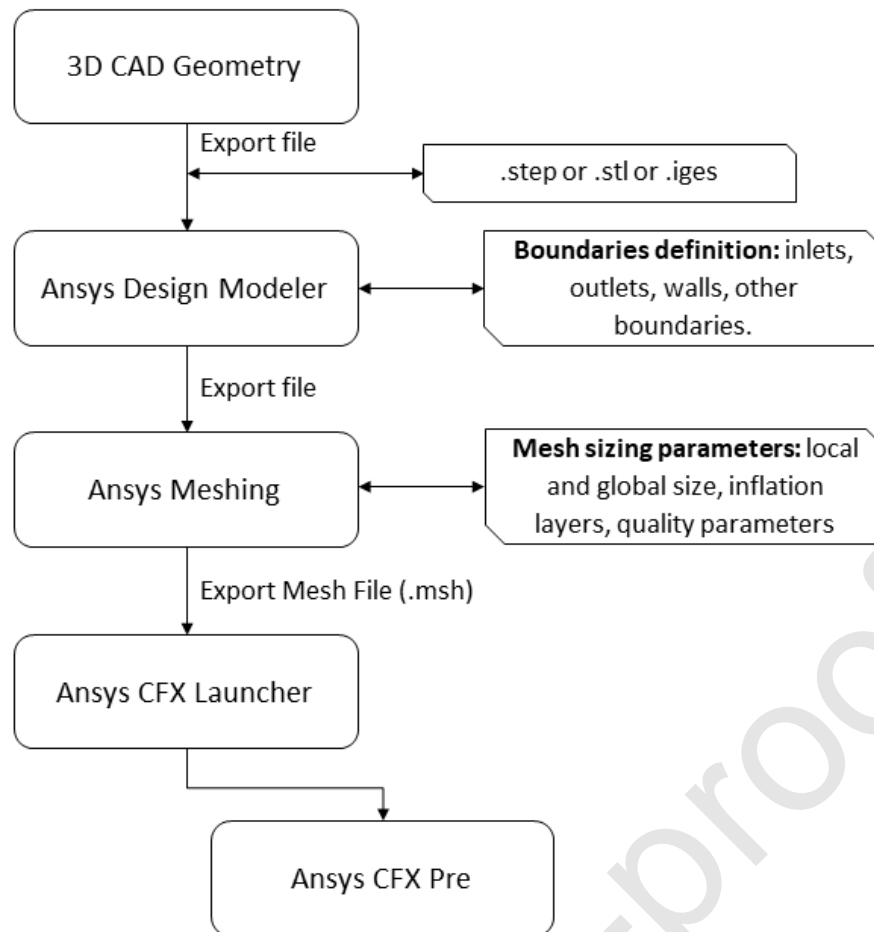 3D CAD Geometry
Export file
.step or .stl or .iges
Ansys Design Modeler
Boundaries definition: inlets,
outlets, walls, other
boundaries.
Export file
Ansys Meshing
Mesh sizing parameters: local
and global size, inflation
layers, quality parameters
Export Mesh File (.msh)
Ansys CFX Launcher
Ansys CFX Pre
-proo